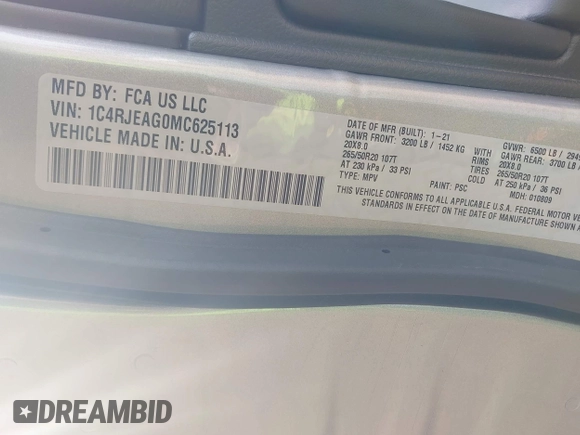 MFD BY: FCA US LLC
VIN: 1C4RJEAG0MC625113
VEHICLE MADE IN: U.S.A.
DATE OF MFR (BUILT): 1-21 GVWR: 6500 LB /
GAWR FRONT: 3200 LB / 1452 KG WITH GAWR REAR: 3700 LB /
20X8.0 RIMS 20X8.0
265/50R20 107T TIRES 265/50R20 107T
AT 230 kPa / 33 PSI COLD AT 250 kPa / 36 PSI
TYPE: MPV PAINT: PSC MDH: 010809
THIS VEHICLE CONFORMS TO ALL APPLICABLE U.S.A. FEDERAL MOTOR
STANDARDS IN EFFECT ON THE DATE OF MANUFACTURE SHOWN
DREAMBID